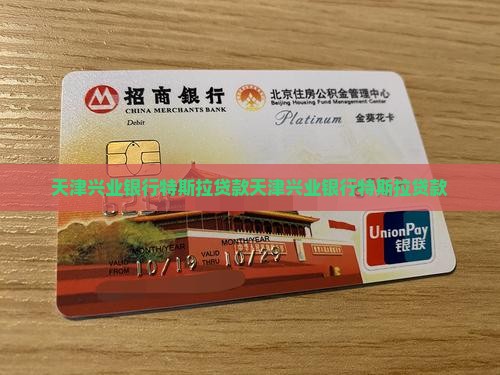 招商银行
CHINA MERCHANTS BANK
Debit
北京住房公积金管理中心
Beijing Housing Fund Management Center
Platinum 金葵花卡
天津兴业银行特斯拉贷款天津兴业银行特斯拉贷款
MONTH/YEAR MONTH/YEAR
VALID FROM 10/19 VALID THRU 10/29
UnionPay
银联